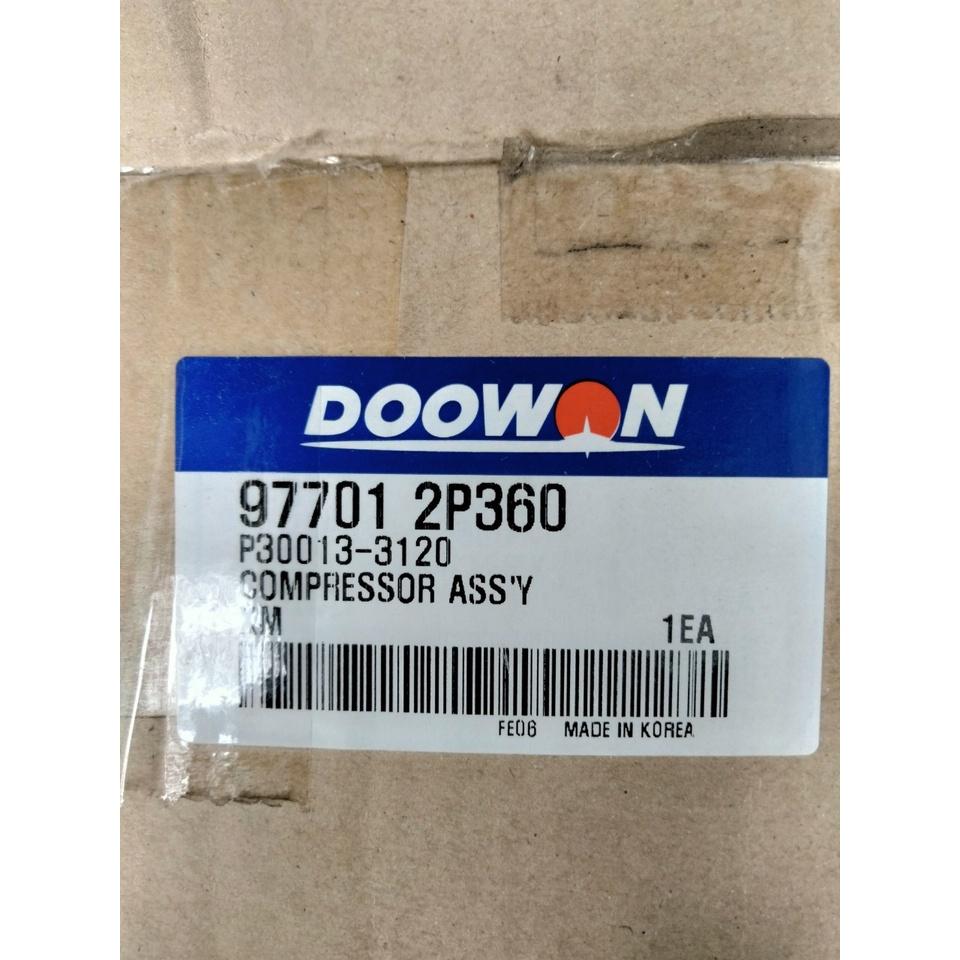 DOOWON
97701 2P360
P30013-3120
COMPRESSOR ASS'Y
XM
1EA
FE06 MADE IN KOREA